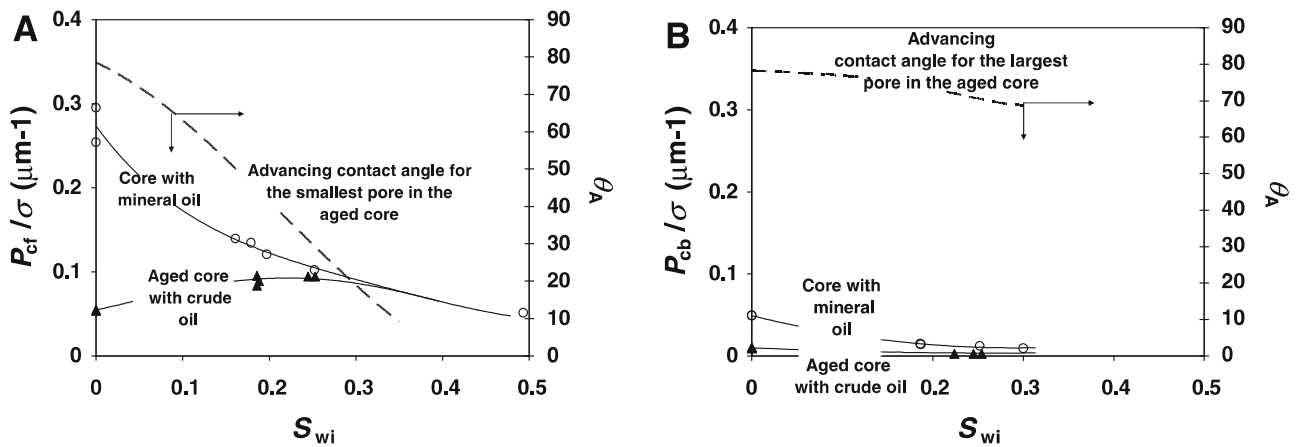 A
P_cf /σ (μm-1)
0.4
0.3
0.2
0.1
0
0
0.1
0.2
0.3
0.4
0.5
S_wi
90
80
70
60
50
40
30
20
10
0
θ_A
Core with
mineral oil
Advancing contact angle for
the smallest pore in the
aged core
Aged core
with crude
oil
B
P_cb /σ (μm-1)
0.4
0.3
0.2
0.1
0
0
0.2
0.3
0.4
0.5
S_wi
90
80
70
60
50
40
30
20
10
0
θ_A
Advancing
contact angle for the largest
pore in the aged core
Core with
mineral
oil
Aged core
with crude oil